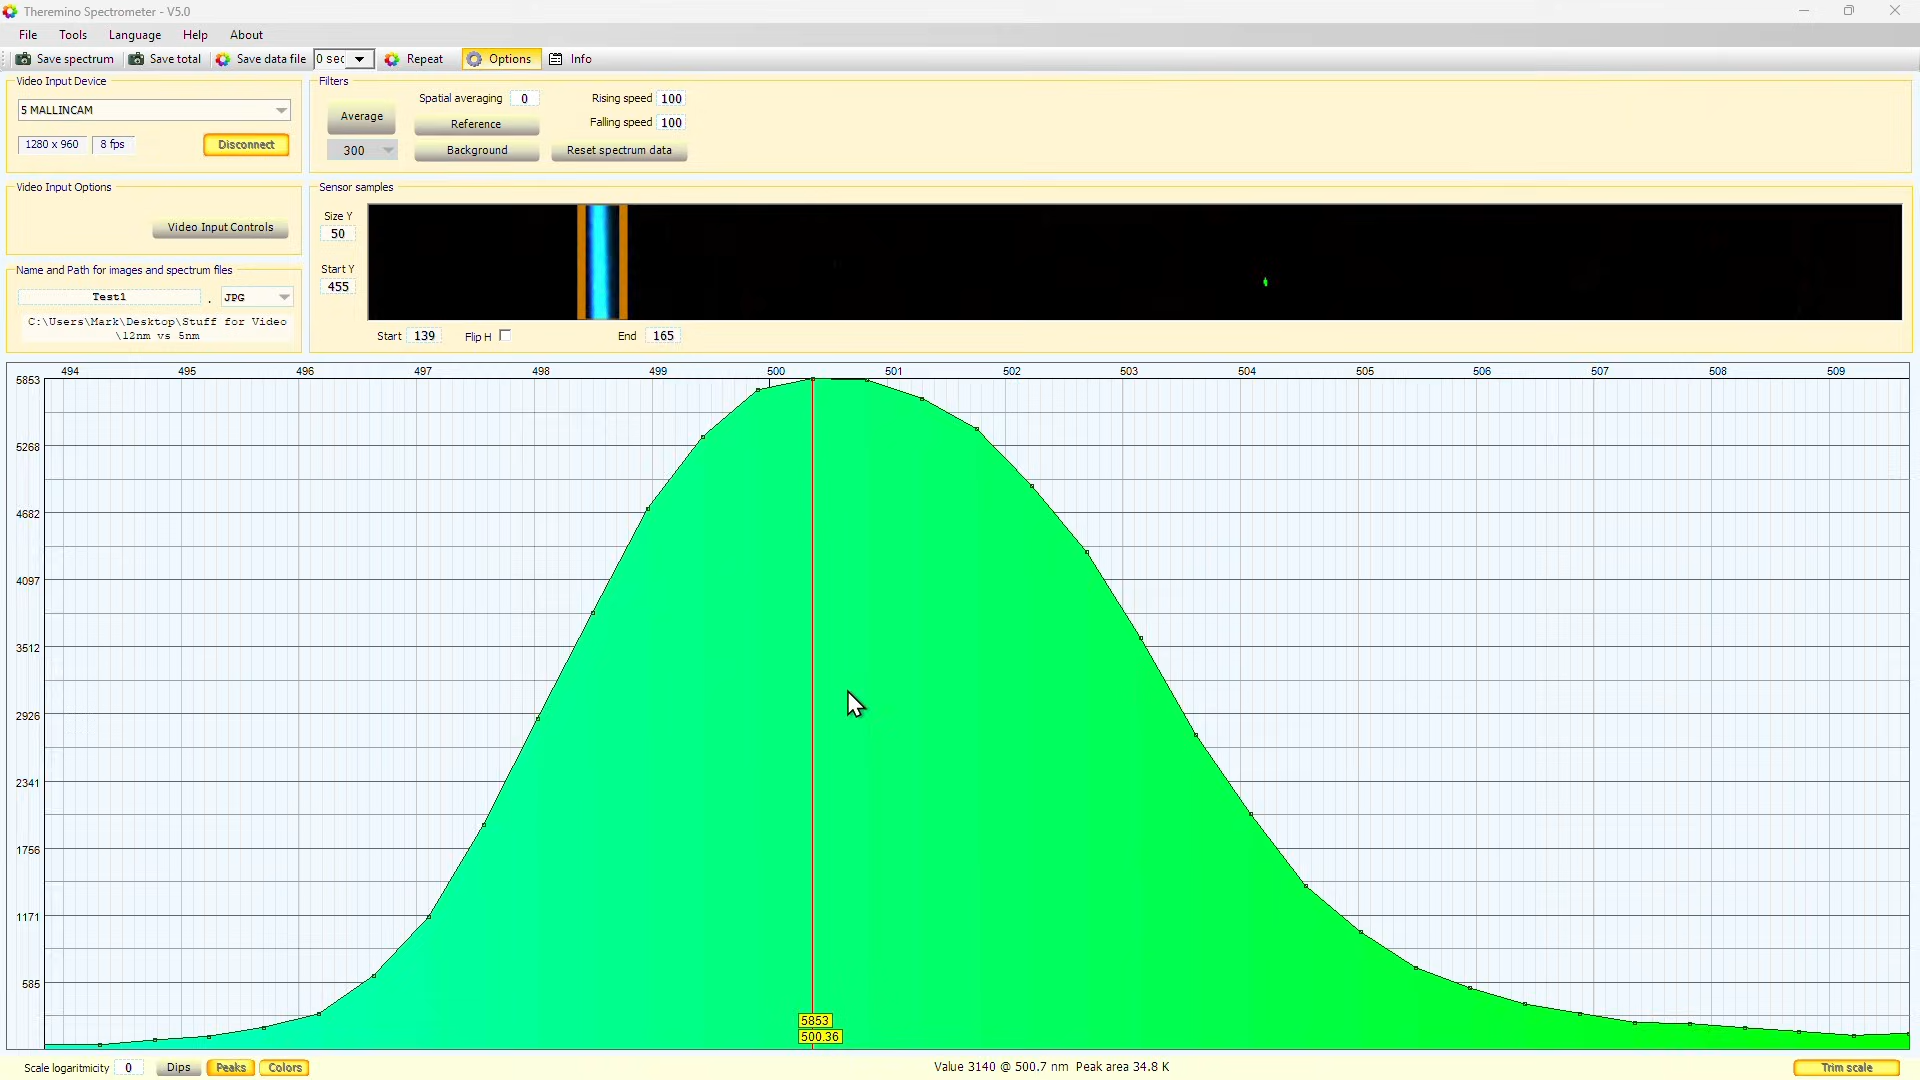 Theremino Spectrometer - V5.0
File Tools Language Help About
Save spectrum Save total Save data file 0 sec Repeat Options Info
Video Input Device
5 MALLINCAM
1280 x 960 8 fps Disconnect
Filters
Spatial averaging 0 Rising speed 100
Average Reference Falling speed 100
300 Background Reset spectrum data
Video Input Options
Video Input Controls
Name and Path for images and spectrum files
Test1 . JPG
C:\Users\Mark\Desktop\Stuff for Video
\12nm vs 5nm
Sensor samples
Size Y
50
Start Y
455
Start 139 Flip H End 165
494 495 496 497 498 499 500 501 502 503 504 505 506 507 508 509
5853
5268
4682
4097
3512
2926
2341
1756
1171
585
5853
500.36
Scale logaritmicity 0 Dips Peaks Colors Value 3140 @ 500.7 nm Peak area 34.8 K Trim scale